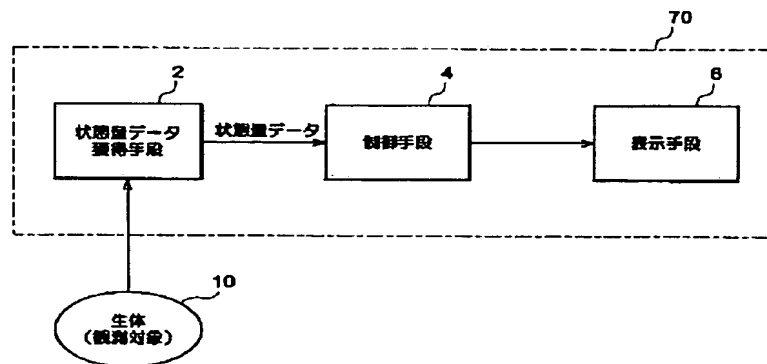 70
2
4
6
状態量データ
獲得手段
状態量データ
制御手段
表示手段
10
生体
(観測対象)